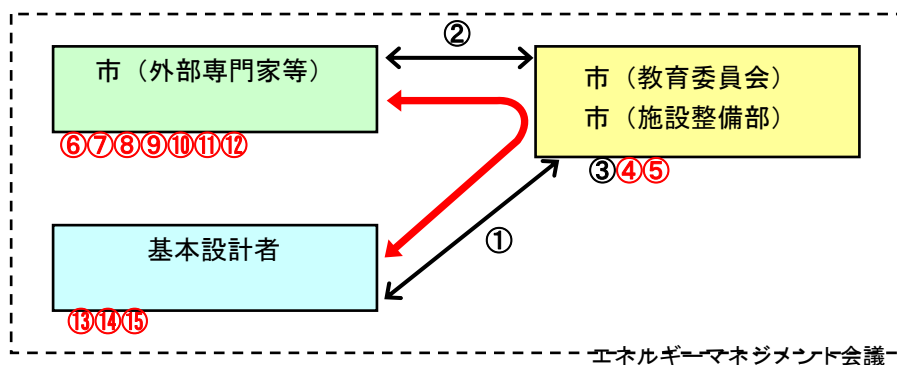 ②
市（外部専門家等）
市（教育委員会）
市（施設整備部）
⑥⑦⑧⑨⑩⑪⑫
③④⑤
基本設計者
①
⑬⑭⑮
エネルギーマネジメント会議